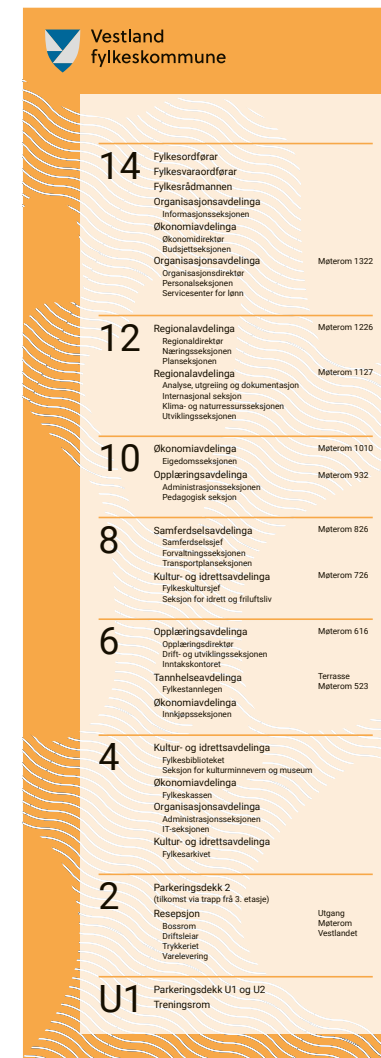 Vestland
fylkeskommune
14
Fylkesordførar
Fylkesvaraordførar
Fylkesrådmannen
Organisasjonsavdelinga
Informasjonsseksjonen
Økonomiavdelinga
Økonomidirektør
Budsjettseksjonen
Organisasjonsavdelinga Møterom 1322
Organisasjonsdirektør
Personalseksjonen
Servicesenter for lønn
12
Regionalavdelinga Møterom 1226
Regionaldirektør
Næringsseksjonen
Planseksjonen
Regionalavdelinga Møterom 1127
Analyse, utgreiing og dokumentasjon
Internasjonal seksjon
Klima- og naturressursseksjonen
Utviklingsseksjonen
10
Økonomiavdelinga Møterom 1010
Eigedomsseksjonen
Opplæringsavdelinga Møterom 932
Administrasjonsseksjonen
Pedagogisk seksjon
8
Samferdselsavdelinga Møterom 826
Samferdselssjef
Forvaltningsseksjonen
Transportplanseksjonen
Kultur- og idrettsavdelinga Møterom 726
Fylkeskultursjef
Seksjon for idrett og friluftsliv
6
Opplæringsavdelinga Møterom 616
Opplæringsdirektør
Drift- og utviklingsseksjonen
Inntakskontoret
Tannhelseavdelinga Terrasse
Fylkestannlegen Møterom 523
Økonomiavdelinga
Innkjøpsseksjonen
4
Kultur- og idrettsavdelinga
Fylkesbiblioteket
Seksjon for kulturminnevern og museum
Økonomiavdelinga
Fylkeskassen
Organisasjonsavdelinga
Administrasjonsseksjonen
IT-seksjonen
Kultur- og idrettsavdelinga
Fylkesarkivet
2
Parkeringsdekk 2
(tilkomst via trapp frå 3. etasje)
Resepsjon Utgang
Bossrom Møterom
Driftsleiar Vestlandet
Trykkeriet
Varelevering
U1
Parkeringsdekk U1 og U2
Treningsrom